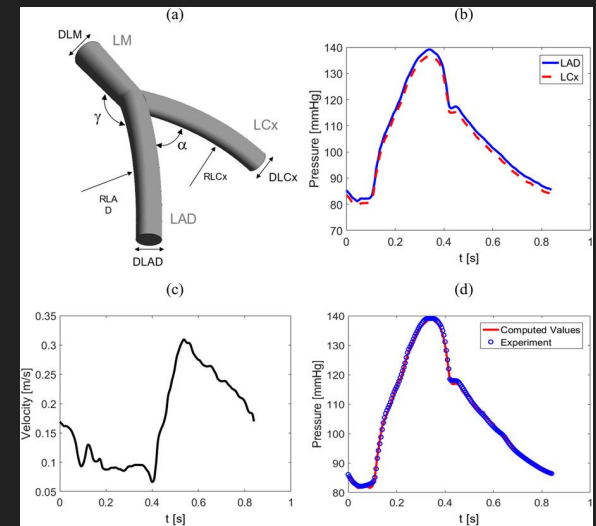 (a)
DLM
LM
γ
α
LCx
RLCx
DLCx
RLA
D
LAD
DLAD
(b)
140
130
120
110
100
90
80
70
Pressure [mmHg]
LAD
LCx
0 0.2 0.4 0.6 0.8 1
t [s]
(c)
0.35
0.3
0.25
0.2
0.15
0.1
0.05
Velocity [m/s]
0 0.2 0.4 0.6 0.8 1
t [s]
(d)
140
130
120
110
100
90
80
Pressure [mmHg]
Computed Values
Experiment
0 0.2 0.4 0.6 0.8 1
t [s]